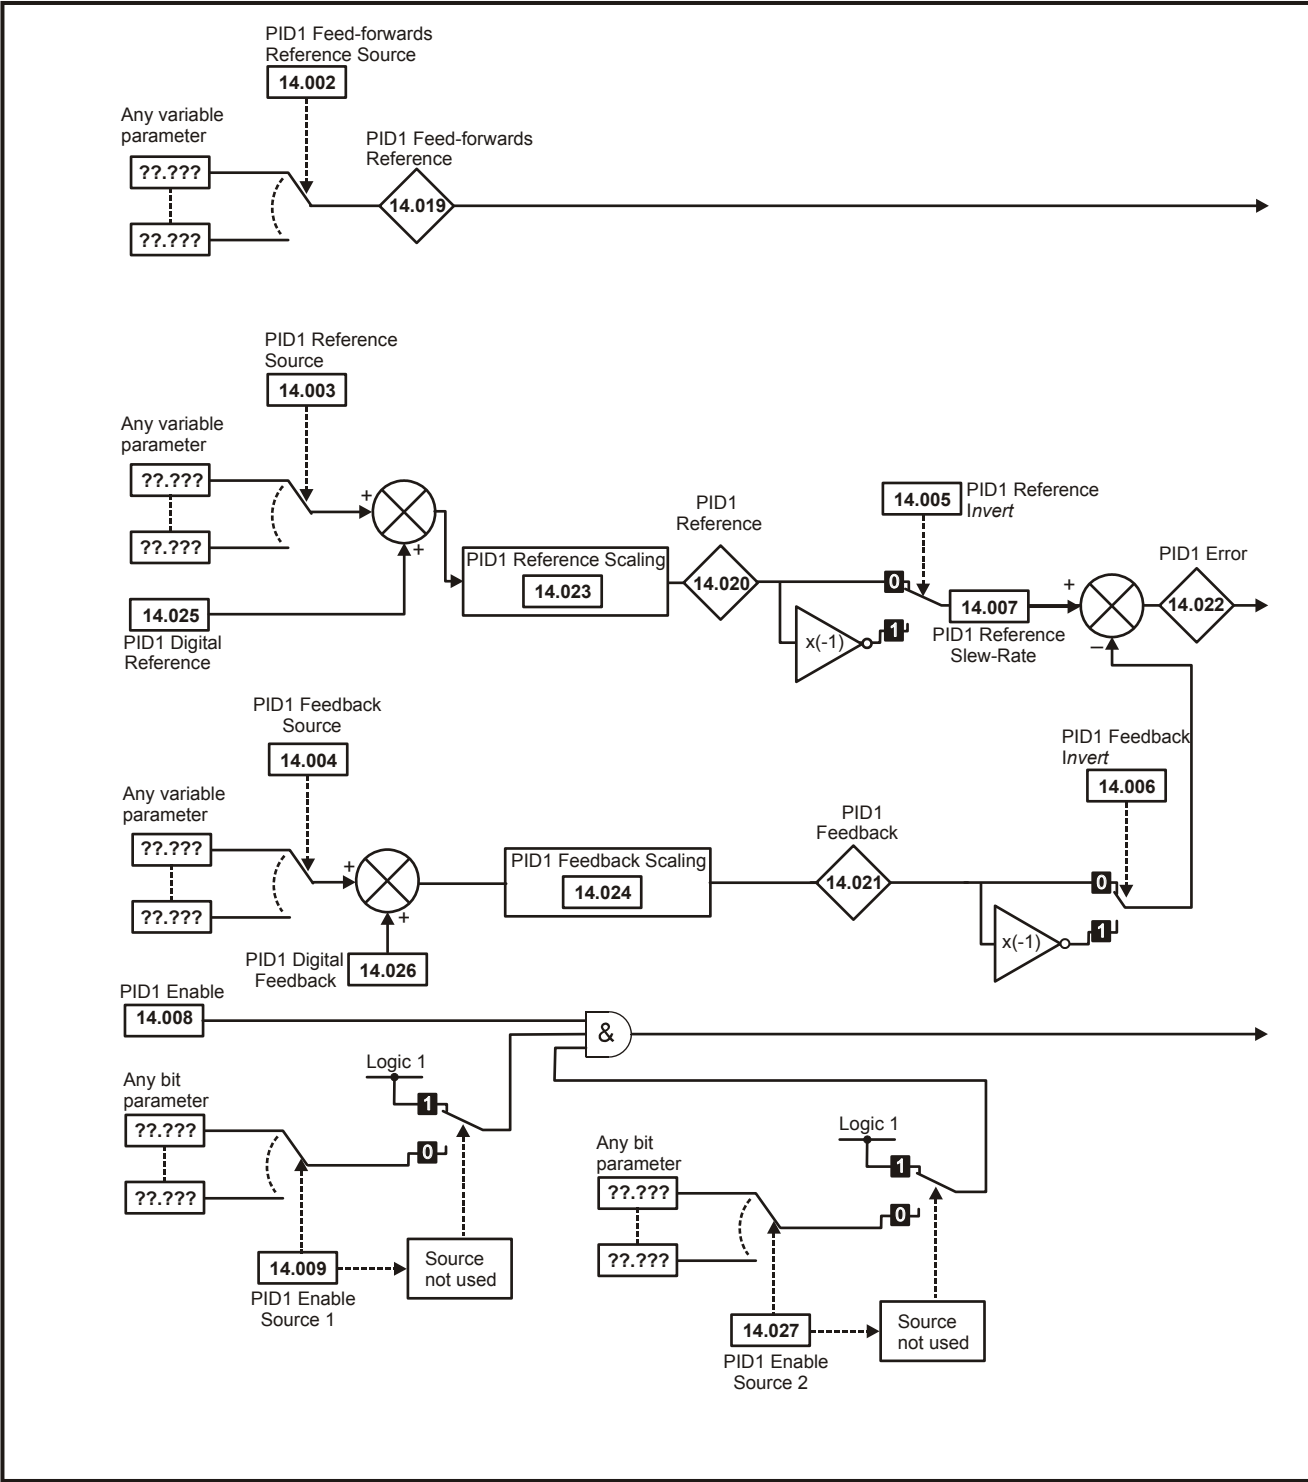 PID1 Feed-forwards
Reference Source
14.002
Any variable
parameter
PID1 Feed-forwards
Reference
??.???
14.019
??.???
PID1 Reference
Source
14.003
Any variable
parameter
??.???
+
??.???
+
14.025
PID1 Digital
Reference
PID1 Reference Scaling
14.023
PID1
Reference
14.020
14.005
PID1 Reference
Invert
0
x(-1)
1
14.007
PID1 Reference
Slew-Rate
+
–
PID1 Error
14.022
PID1 Feedback
Source
14.004
Any variable
parameter
??.???
+
??.???
+
PID1 Digital
Feedback
14.026
PID1 Feedback Scaling
14.024
PID1
Feedback
14.021
PID1 Feedback
Invert
14.006
0
x(-1)
1
PID1 Enable
14.008
&
Logic 1
1
0
Any bit
parameter
??.???
??.???
14.009
PID1 Enable
Source 1
Source
not used
Any bit
parameter
??.???
??.???
Logic 1
1
0
14.027
PID1 Enable
Source 2
Source
not used